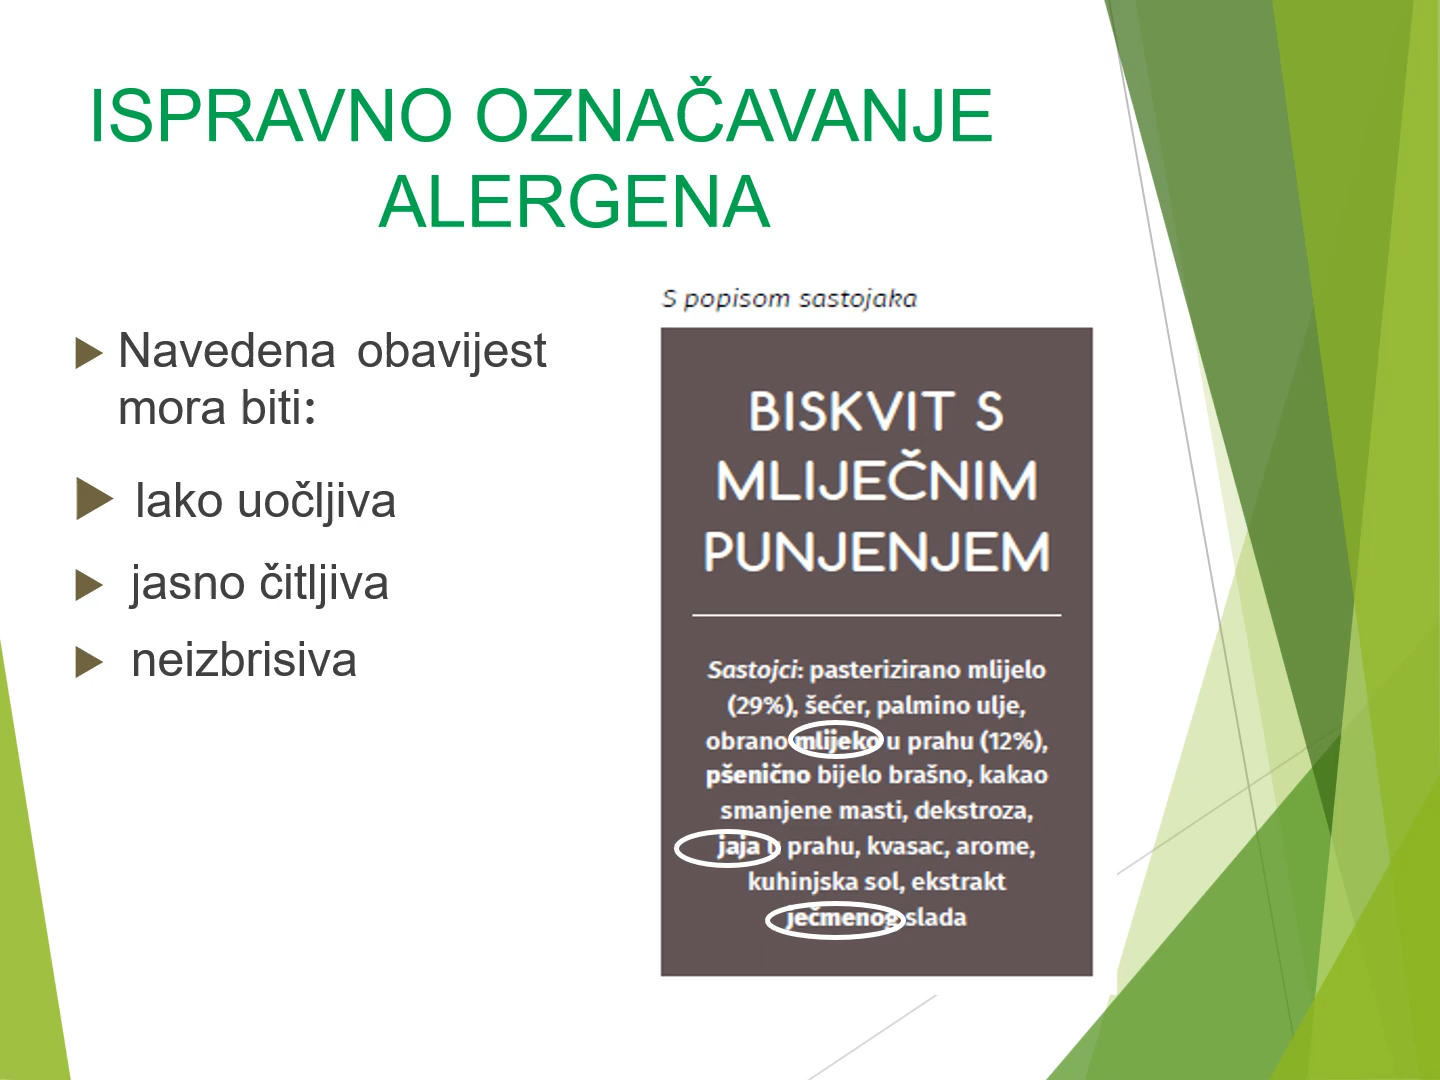 ISPRAVNO OZNAČAVANJE
ALERGENA
Navedena obavijest
mora biti:
lako uočljiva
jasno čitljiva
neizbrisiva
S popisom sastojaka
BISKVIT S
MLIJEČNIM
PUNJENJEM
Sastojci: pasterizirano mlijelo
(29%), šećer, palmino ulje,
obrano mlijeko u prahu (12%),
pšenično bijelo brašno, kakao
smanjene masti, dekstroza,
jaja u prahu, kvasac, arome,
kuhinjska sol, ekstrakt
ječmenog slada